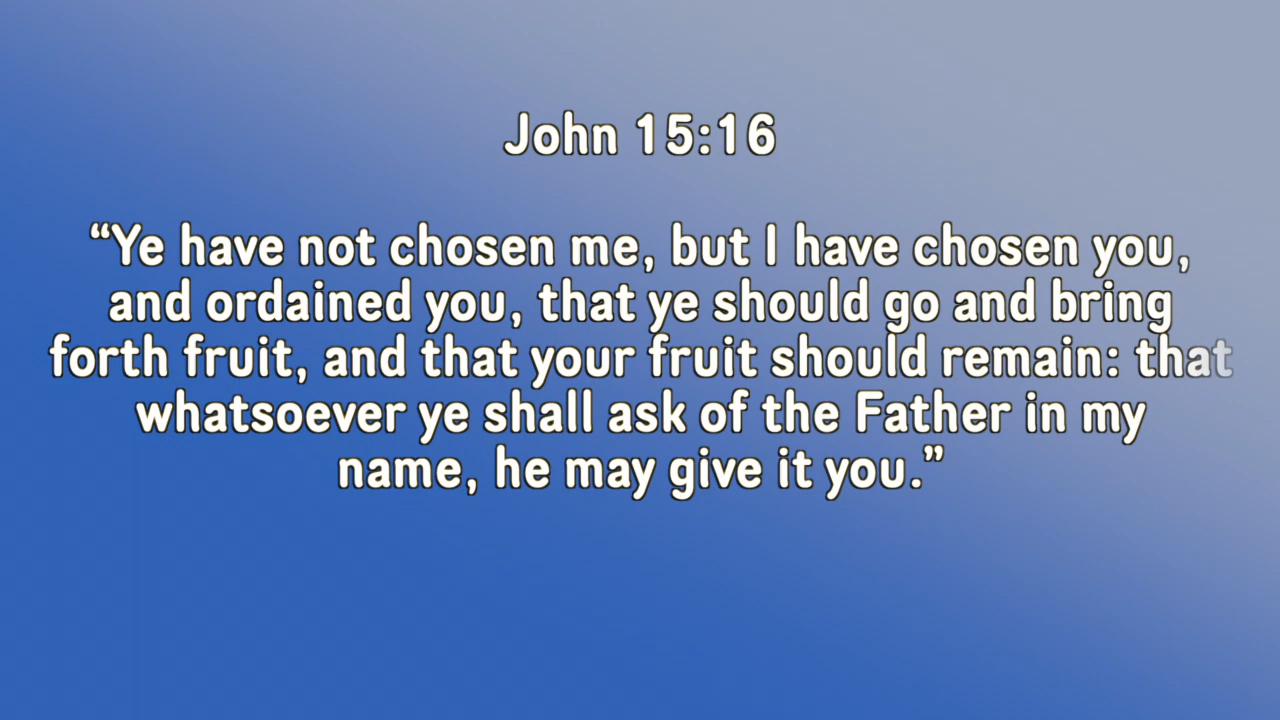 John 15:16
“Ye have not chosen me, but I have chosen you,
and ordained you, that ye should go and bring
forth fruit, and that your fruit should remain: that
whatsoever ye shall ask of the Father in my
name, he may give it you.”